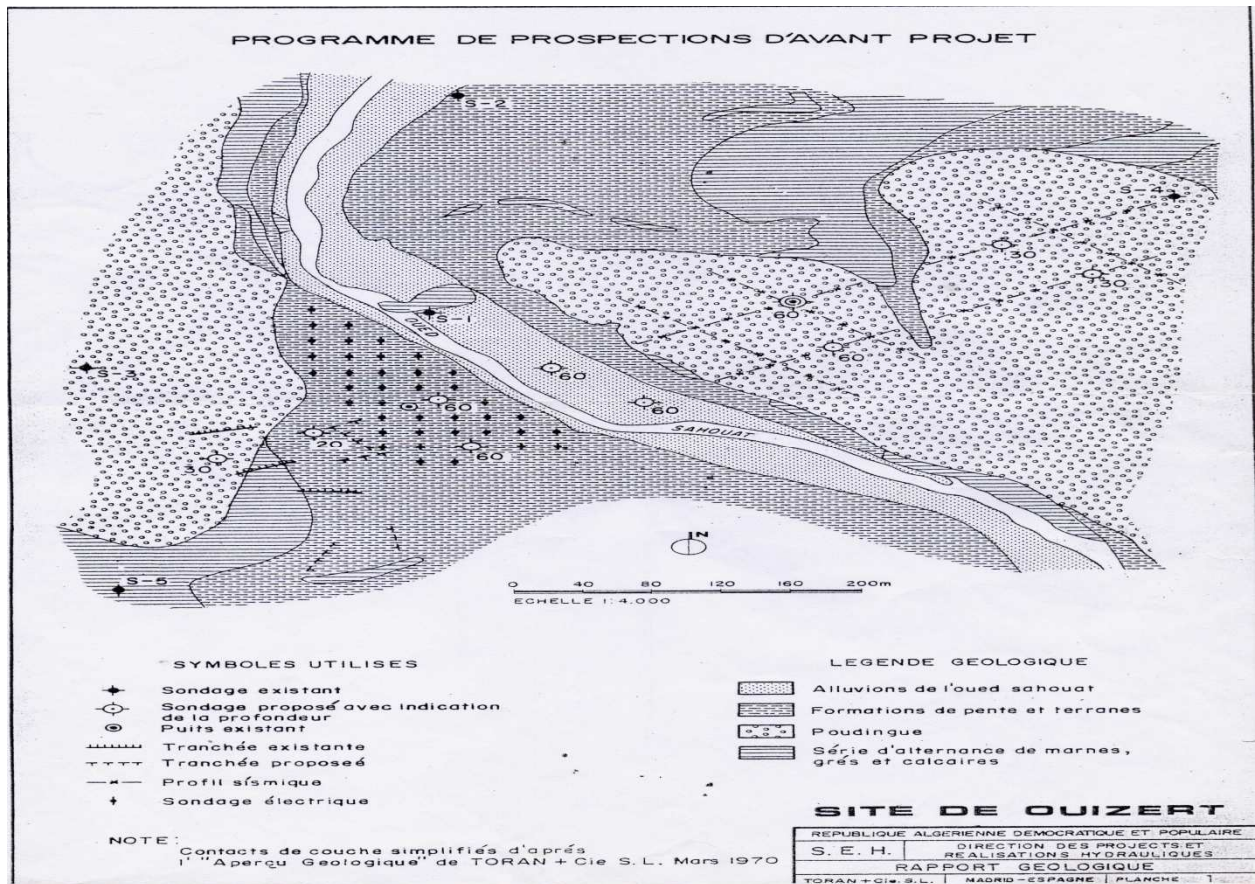 PROGRAMME DE PROSPECTIONS D'AVANT PROJET
S-2
S-4
30
30
60
S-1
OUED
60
S-3
60
60
60
SAHOUAT
20
60
30
N
S-5
0 40 80 120 160 200m
ECHELLE 1:4.000
SYMBOLES UTILISES
Sondage existant
Sondage proposé avec indication
de la profondeur
Puits existant
Tranchée existante
Tranchée proposeé
Profil sísmique
Sondage électrique
LEGENDE GEOLOGIQUE
Alluvions de l'oued sahouat
Formations de pente et terranes
Poudingue
Série d'alternance de marnes,
grés et calcaires
NOTE:
Contacts de couche simplifiés d'aprés
l' "Aperçu Geologique" de TORAN + Cie S.L. Mars 1970
SITE DE OUIZERT
REPUBLIQUE ALGERIENNE DEMOCRATIQUE ET POPULAIRE
S. E. H. DIRECTION DES PROJECTS ET
REALISATIONS HYDRAULIQUES
RAPPORT GEOLOGIQUE
TORAN + Cie. S.L. MADRID-ESPAGNE PLANCHE 1